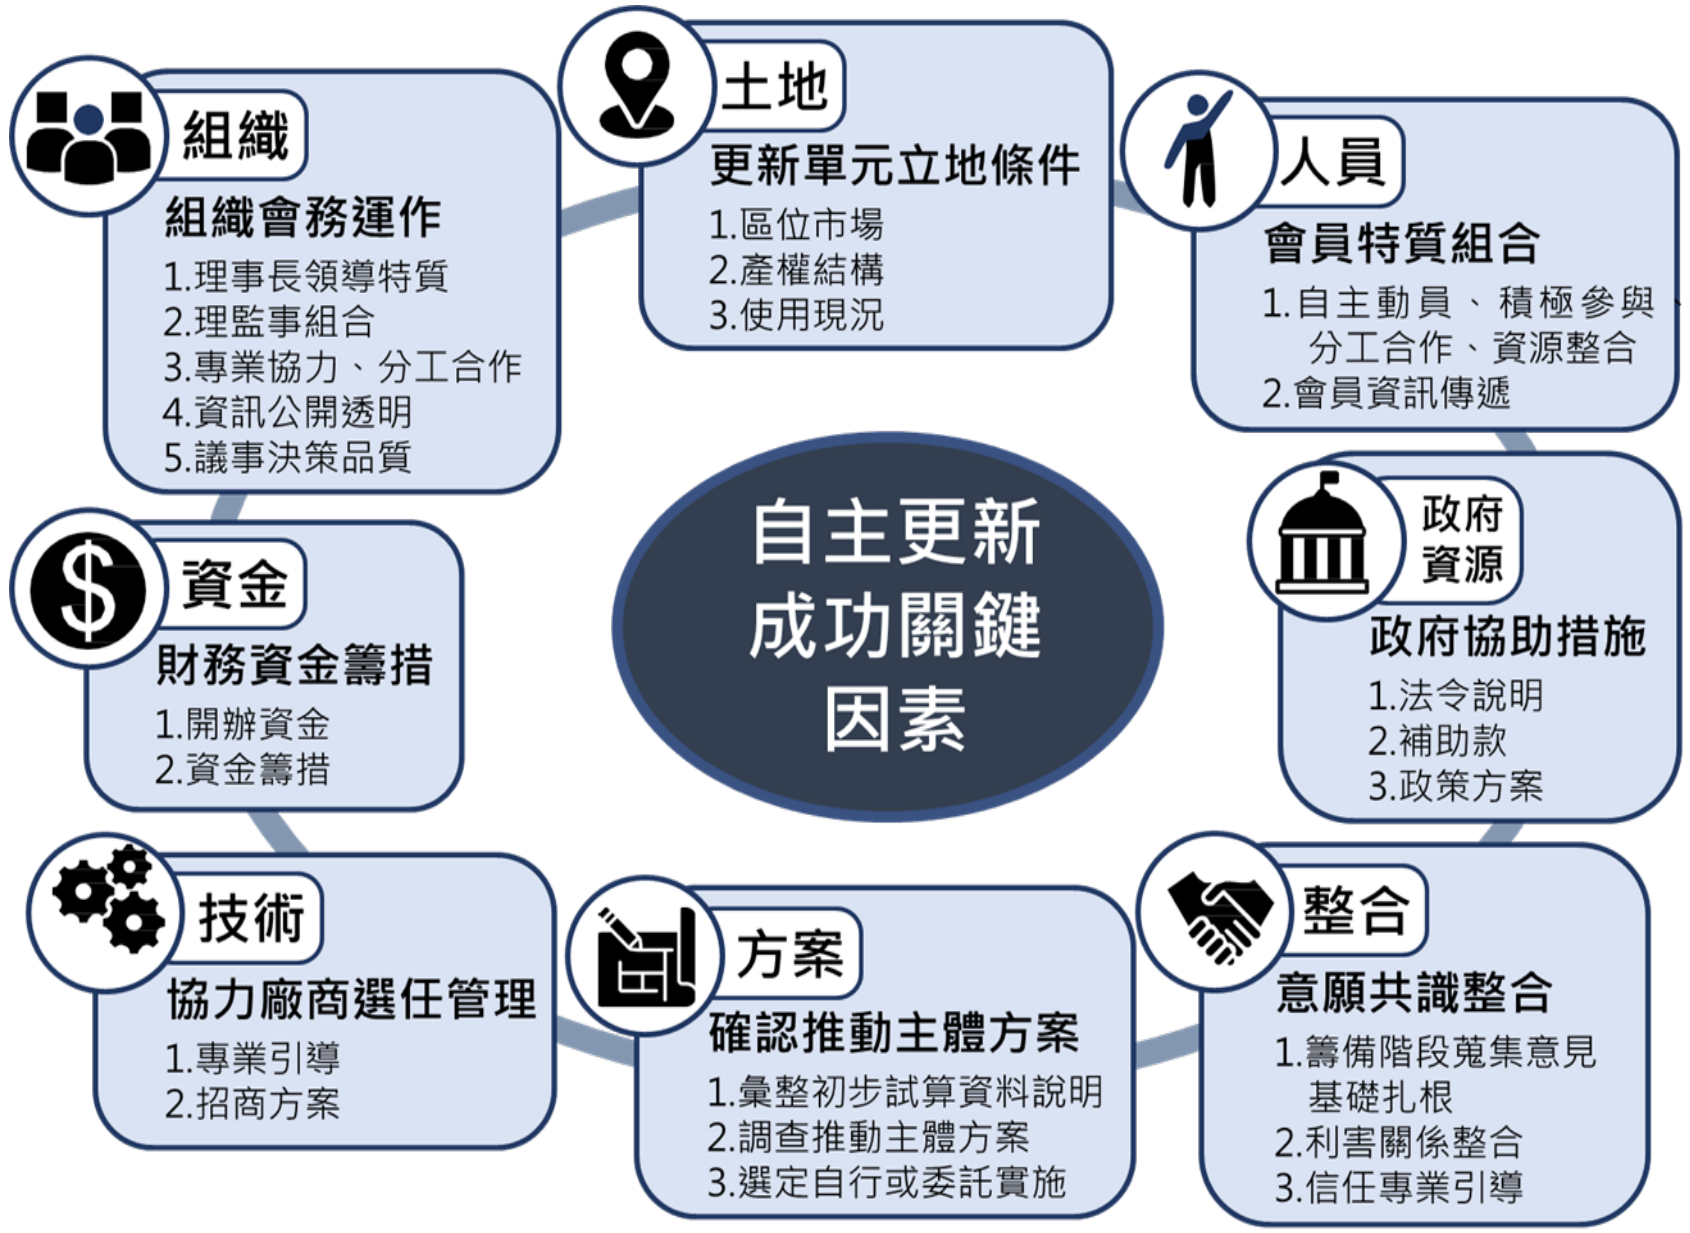 組織
組織會務運作
1.理事長領導特質
2.理監事組合
3.專業協力、分工合作
4.資訊公開透明
5.議事決策品質
土地
更新單元立地條件
1.區位市場
2.產權結構
3.使用現況
人員
會員特質組合
1.自主動員、積極參與、
分工合作、資源整合
2.會員資訊傳遞
自主更新
成功關鍵
因素
資金
財務資金籌措
1.開辦資金
2.資金籌措
政府
資源
政府協助措施
1.法令說明
2.補助款
3.政策方案
技術
協力廠商選任管理
1.專業引導
2.招商方案
方案
確認推動主體方案
1.彙整初步試算資料說明
2.調查推動主體方案
3.選定自行或委託實施
整合
意願共識整合
1.籌備階段蒐集意見
基礎扎根
2.利害關係整合
3.信任專業引導